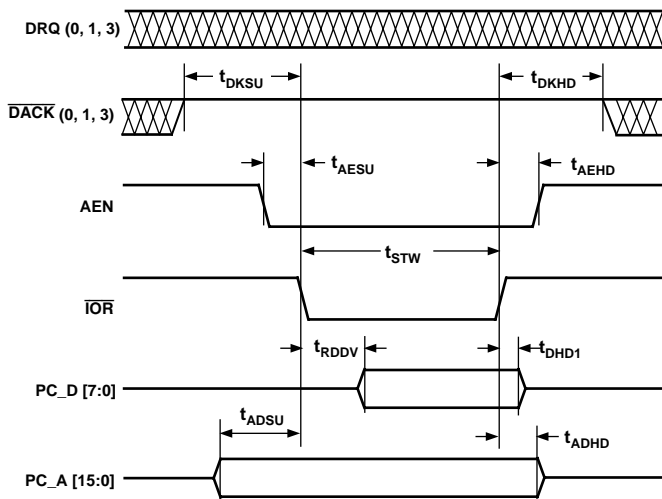 DRQ (0, 1, 3)
tDKSU
tDKHD
DACK (0, 1, 3)
tAESU
tAEHD
AEN
tSTW
IOR
tRDDV
tDHD1
PC_D [7:0]
tADSU
tADHD
PC_A [15:0]